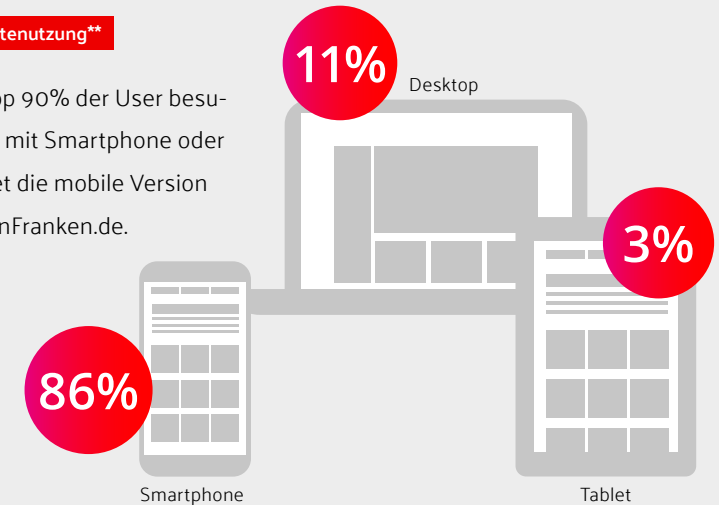 tenutzung**
op 90% der User besu-
mit Smartphone oder
et die mobile Version
nFranken.de.
11%
Desktop
3%
86%
Smartphone
Tablet